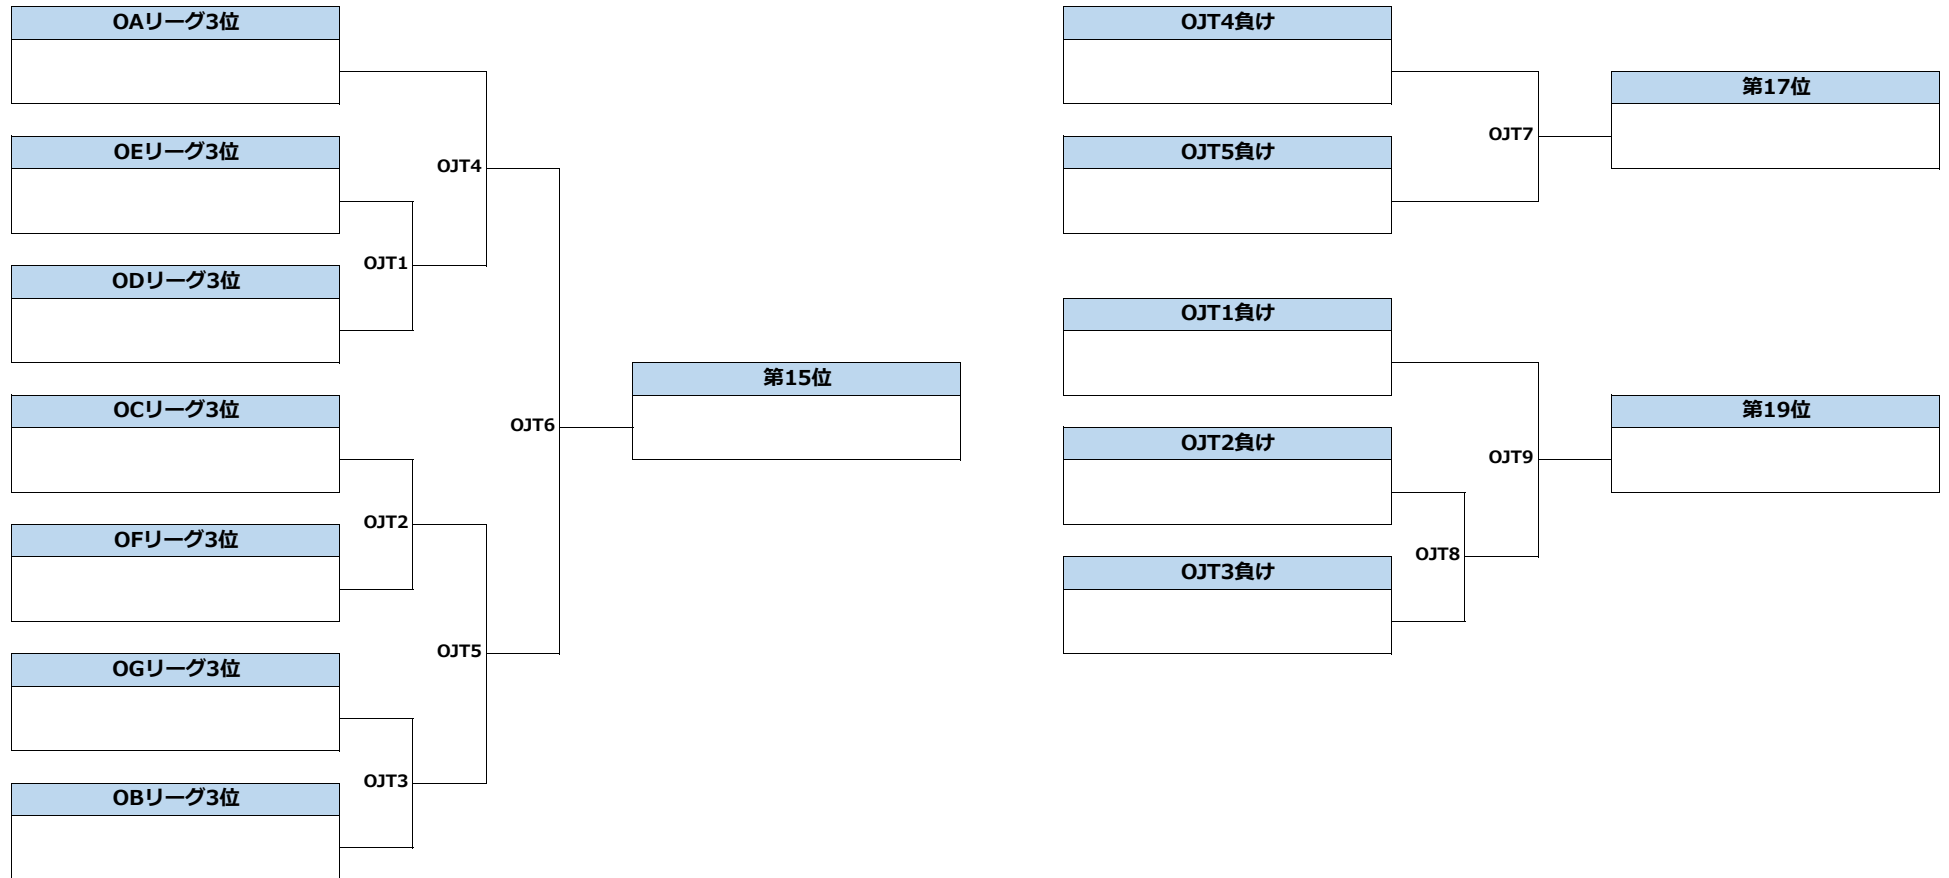 OAリーグ3位
OEリーグ3位
OJT4
ODリーグ3位
OJT1
OCリーグ3位
OJT6
第15位
OFリーグ3位
OJT2
OGリーグ3位
OJT5
OBリーグ3位
OJT3
OJT4負け
第17位
OJT7
OJT5負け
OJT1負け
第19位
OJT2負け
OJT9
OJT3負け
OJT8